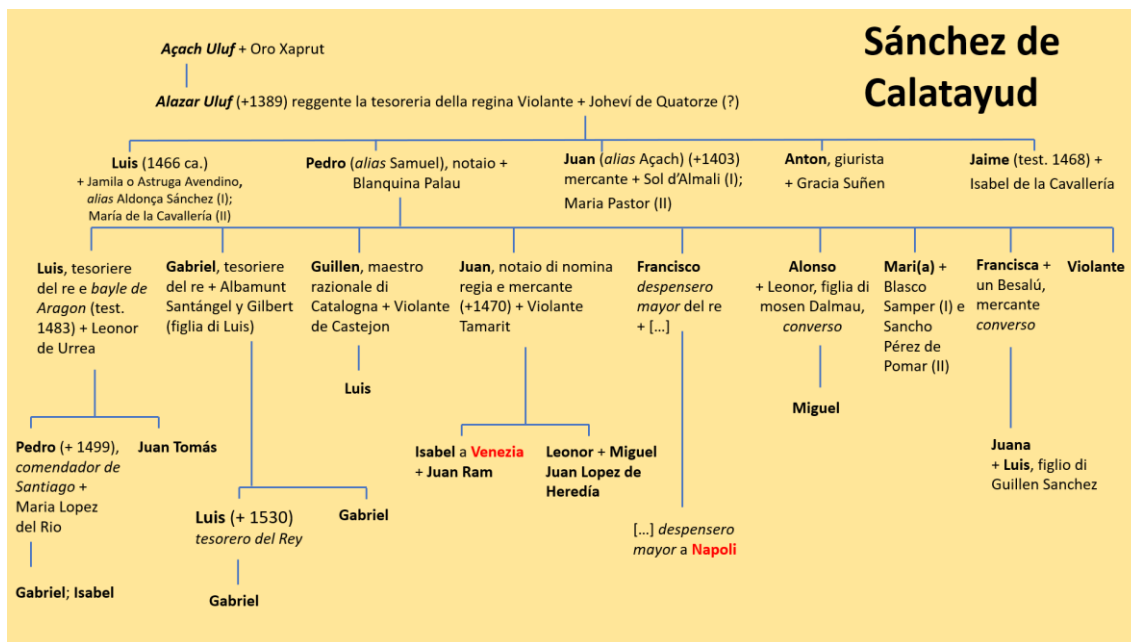 Sánchez de
Calatayud
Açach Uluf + Oro Xaprut
Alazar Uluf (+1389) reggente la tesoreria della regina Violante + Joheví de Quatorze (?)
Luis (1466 ca.)
+ Jamila o Astruga Avendino,
alias Aldonça Sánchez (I);
María de la Cavallería (II)
Pedro (alias Samuel), notaio +
Blanquina Palau
Juan (alias Açach) (+1403)
mercante + Sol d'Almali (I);
Maria Pastor (II)
Anton, giurista
+ Gracia Suñen
Jaime (test. 1468) +
Isabel de la Cavallería
Luis, tesoriere
del re e bayle de
Aragon (test.
1483) + Leonor
de Urrea
Gabriel, tesoriere
del re + Albamunt
Santángel y Gilbert
(figlia di Luis)
Guillen, maestro
razionale di
Catalogna + Violante
de Castejon
Juan, notaio di nomina
regia e mercante
(+1470) + Violante
Tamarit
Francisco
despensero
mayor del re
+ [...]
Alonso
+ Leonor, figlia di
mosen Dalmau,
converso
Mari(a) +
Blasco
Samper (I) e
Sancho
Pérez de
Pomar (II)
Francisca +
un Besalú,
mercante
converso
Violante
Luis
Miguel
Pedro (+ 1499),
comendador de
Santiago +
Maria Lopez
del Rio
Juan Tomás
Isabel a Venezia
+ Juan Ram
Leonor + Miguel
Juan Lopez de
Heredía
Juana
+ Luis, figlio di
Guillen Sanchez
Luis (+ 1530)
tesorero del Rey
Gabriel
[...] despensero
mayor a Napoli
Gabriel; Isabel
Gabriel